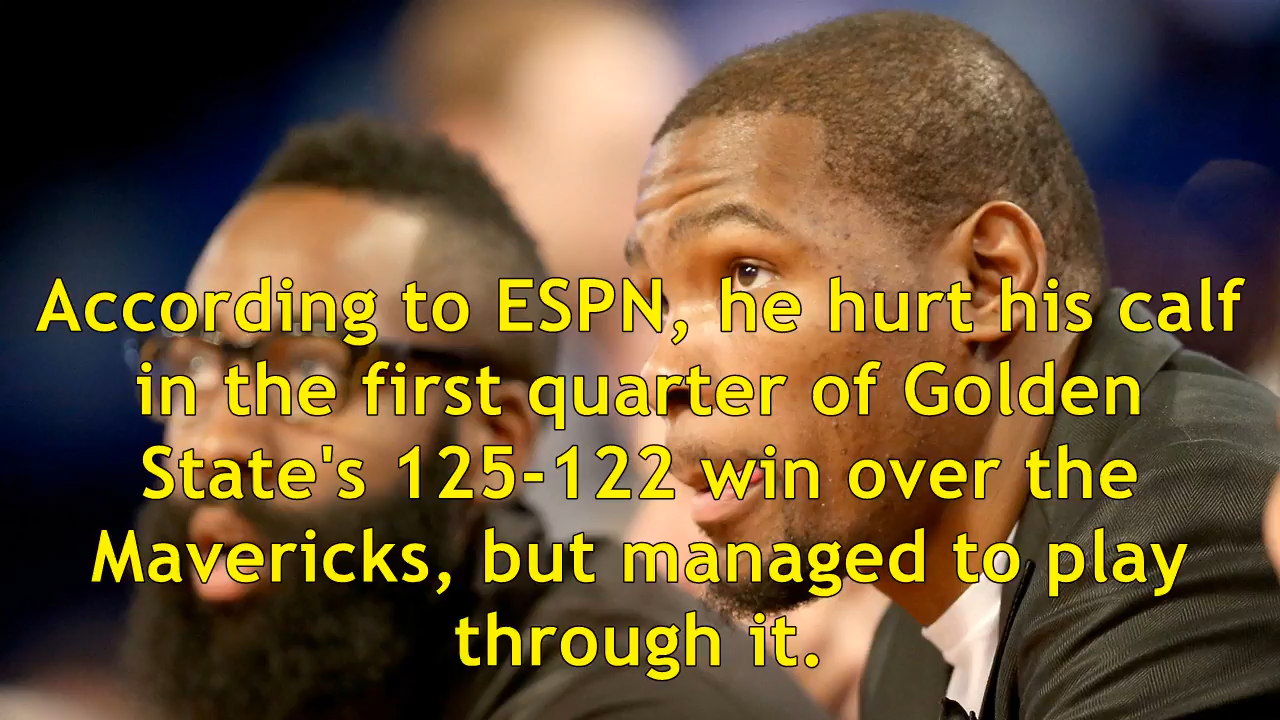 According to ESPN, he hurt his calf
in the first quarter of Golden
State's 125-122 win over the
Mavericks, but managed to play
through it.